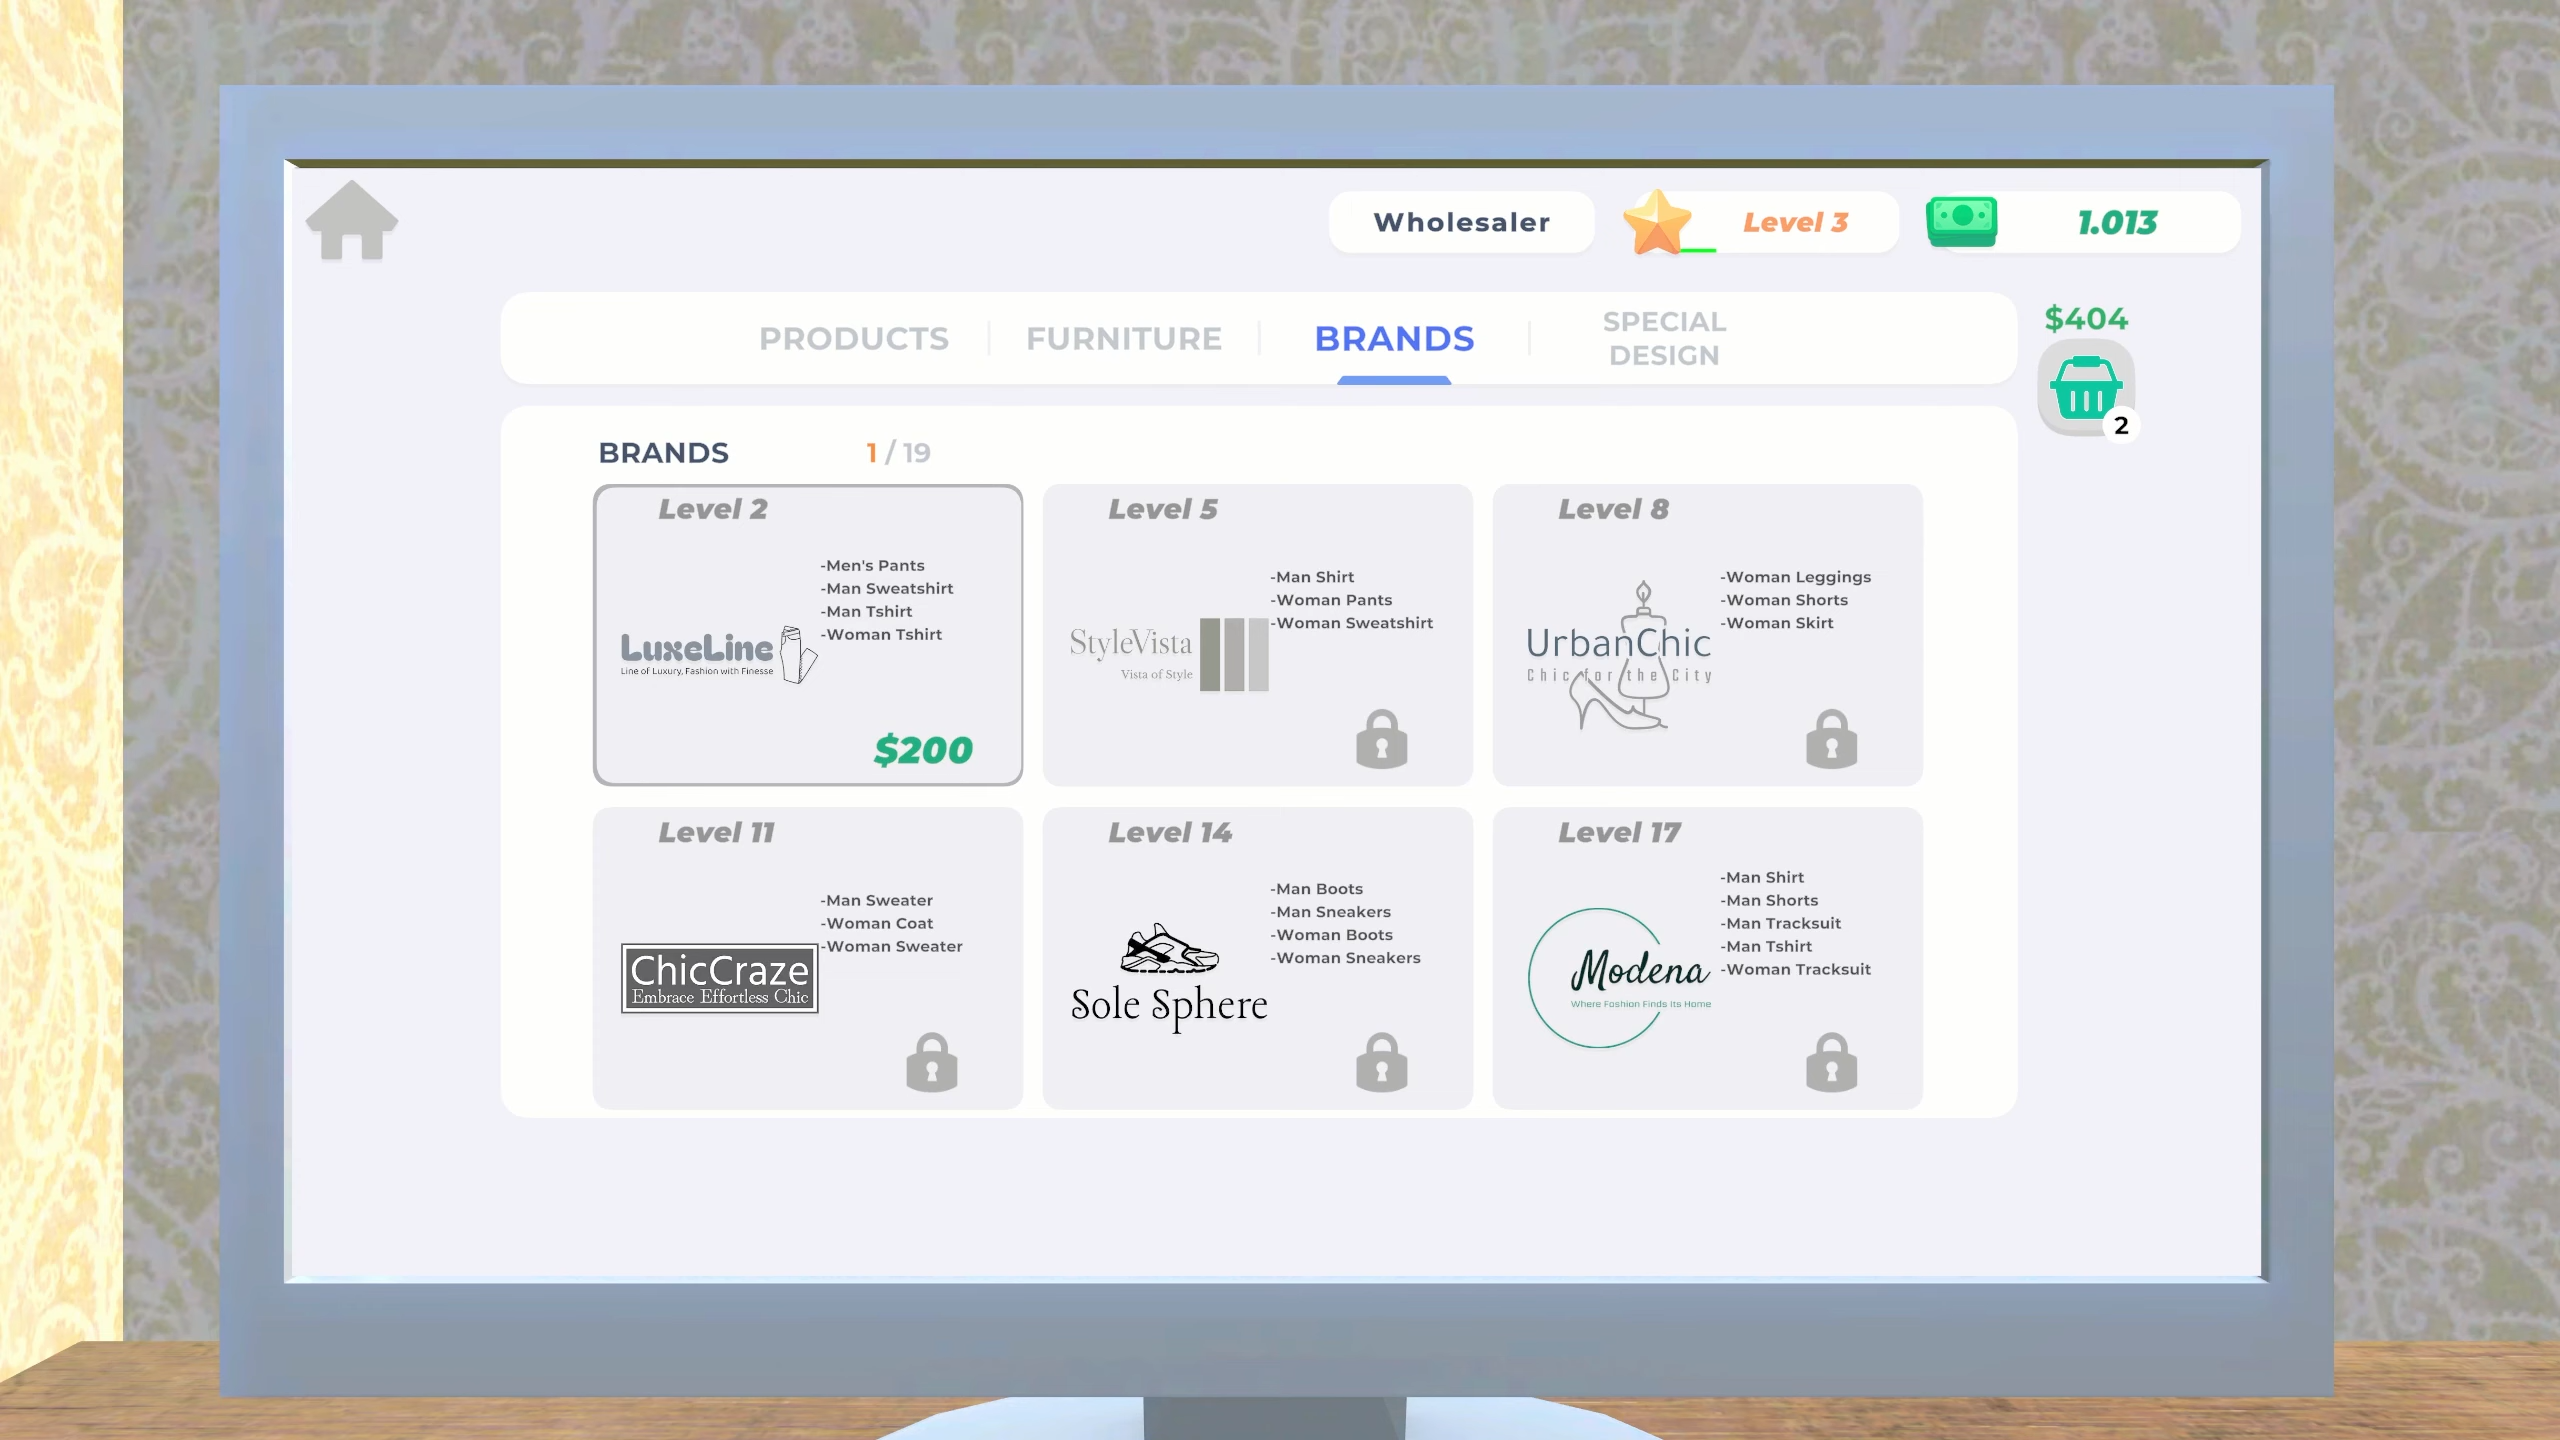 Wholesaler
Level 3
1.013
PRODUCTS
FURNITURE
BRANDS
SPECIAL
DESIGN
$404
2
BRANDS
1 / 19
Level 2
-Men's Pants
-Man Sweatshirt
-Man Tshirt
-Woman Tshirt
LuxeLine
Line of Luxury, Fashion with Finesse
$200
Level 5
-Man Shirt
-Woman Pants
-Woman Sweatshirt
StyleVista
Vista of Style
Level 8
-Woman Leggings
-Woman Shorts
-Woman Skirt
UrbanChic
Chic for the City
Level 11
-Man Sweater
-Woman Coat
-Woman Sweater
ChicCraze
Embrace Effortless Chic
Level 14
-Man Boots
-Man Sneakers
-Woman Boots
-Woman Sneakers
Sole Sphere
Level 17
-Man Shirt
-Man Shorts
-Man Tracksuit
-Man Tshirt
-Woman Tracksuit
Modena
Where Fashion Finds Its Home